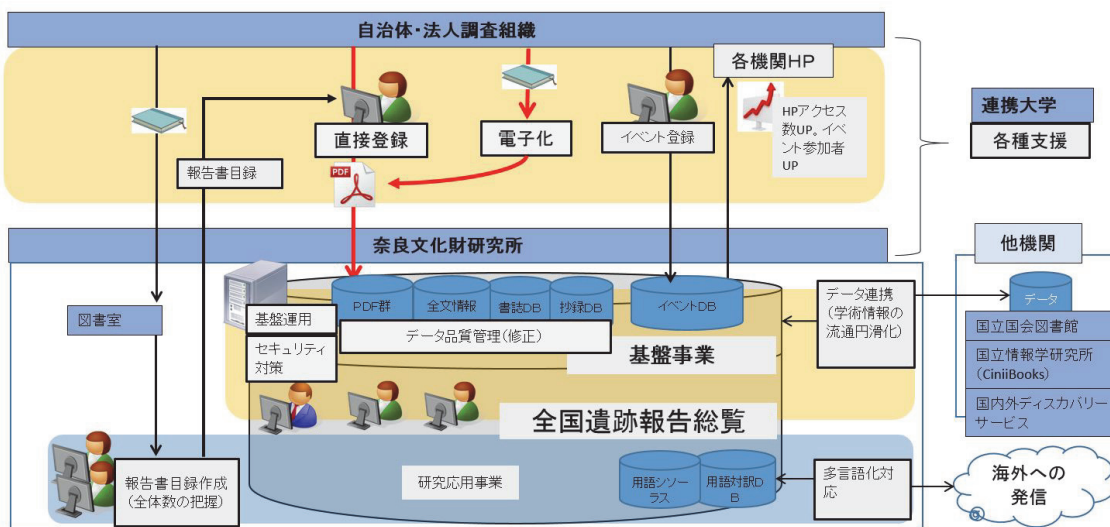 自治体・法人調査組織
各機関HP
HPアクセス
数UP。イベ
ント参加者
UP
連携大学
各種支援
直接登録
電子化
イベント登録
報告書目録
PDF
奈良文化財研究所
他機関
データ
国立国会図書館
国立情報学研究所
(CiniiBooks)
国内外ディスカバリー
サービス
図書室
基盤運用
セキュリティ
対策
PDF群
全文情報
書誌DB
抄録DB
イベントDB
データ品質管理(修正)
基盤事業
データ連携
(学術情報の
流通円滑化)
全国遺跡報告総覧
報告書目録作成
(全体数の把握)
研究応用事業
用語シソー
ラス
用語対訳D
B
多言語化対
応
海外への
発信